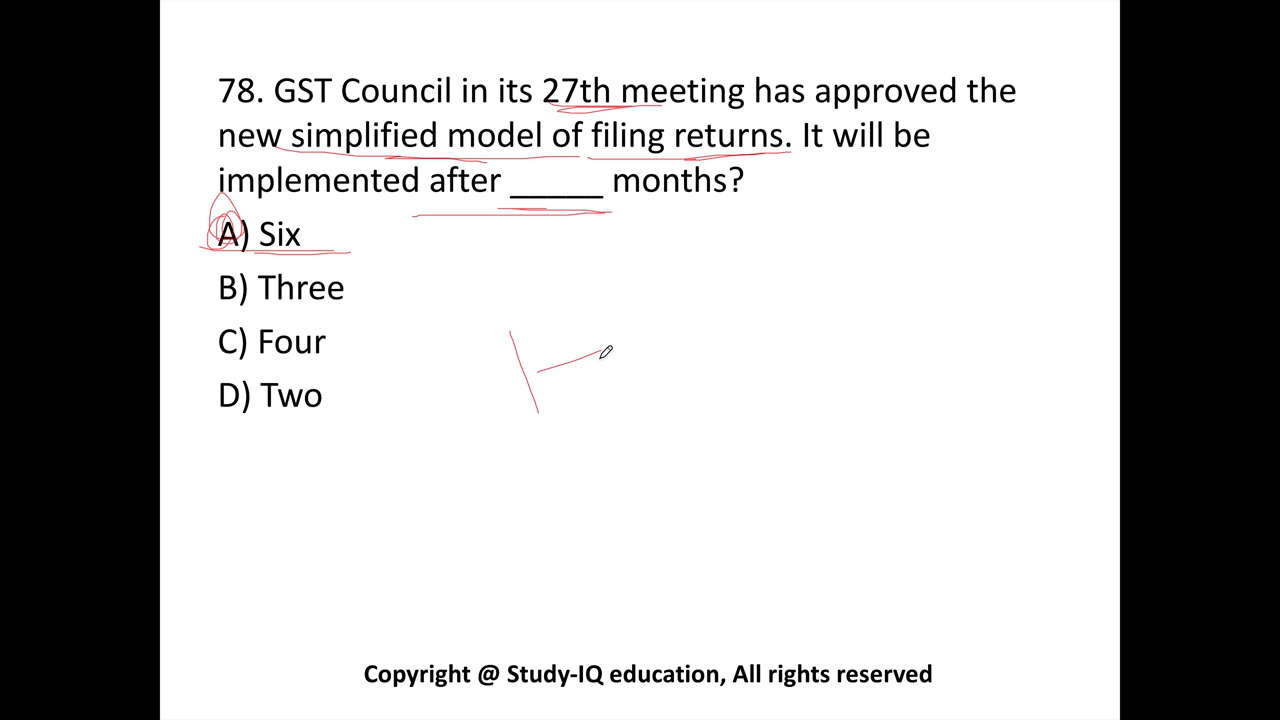 78. GST Council in its 27th meeting has approved the
new simplified model of filing returns. It will be
implemented after _____ months?
A) Six
B) Three
C) Four
D) Two
Copyright @ Study-IQ education, All rights reserved